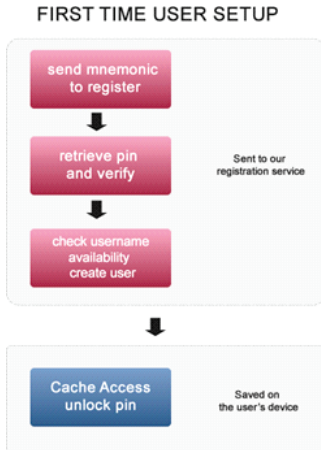 FIRST TIME USER SETUP
send mnemonic
to register
retrieve pin
and verify
Sent to our
registration service
check username
availability
create user
Cache Access
unlock pin
Saved on
the user's device